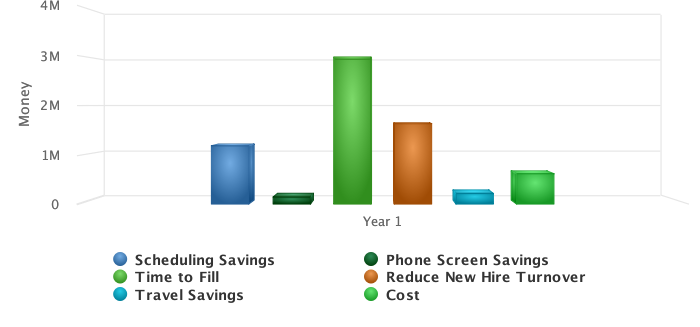 4M
3M
2M
1M
0
Money
Year 1
Scheduling Savings
Phone Screen Savings
Time to Fill
Reduce New Hire Turnover
Travel Savings
Cost